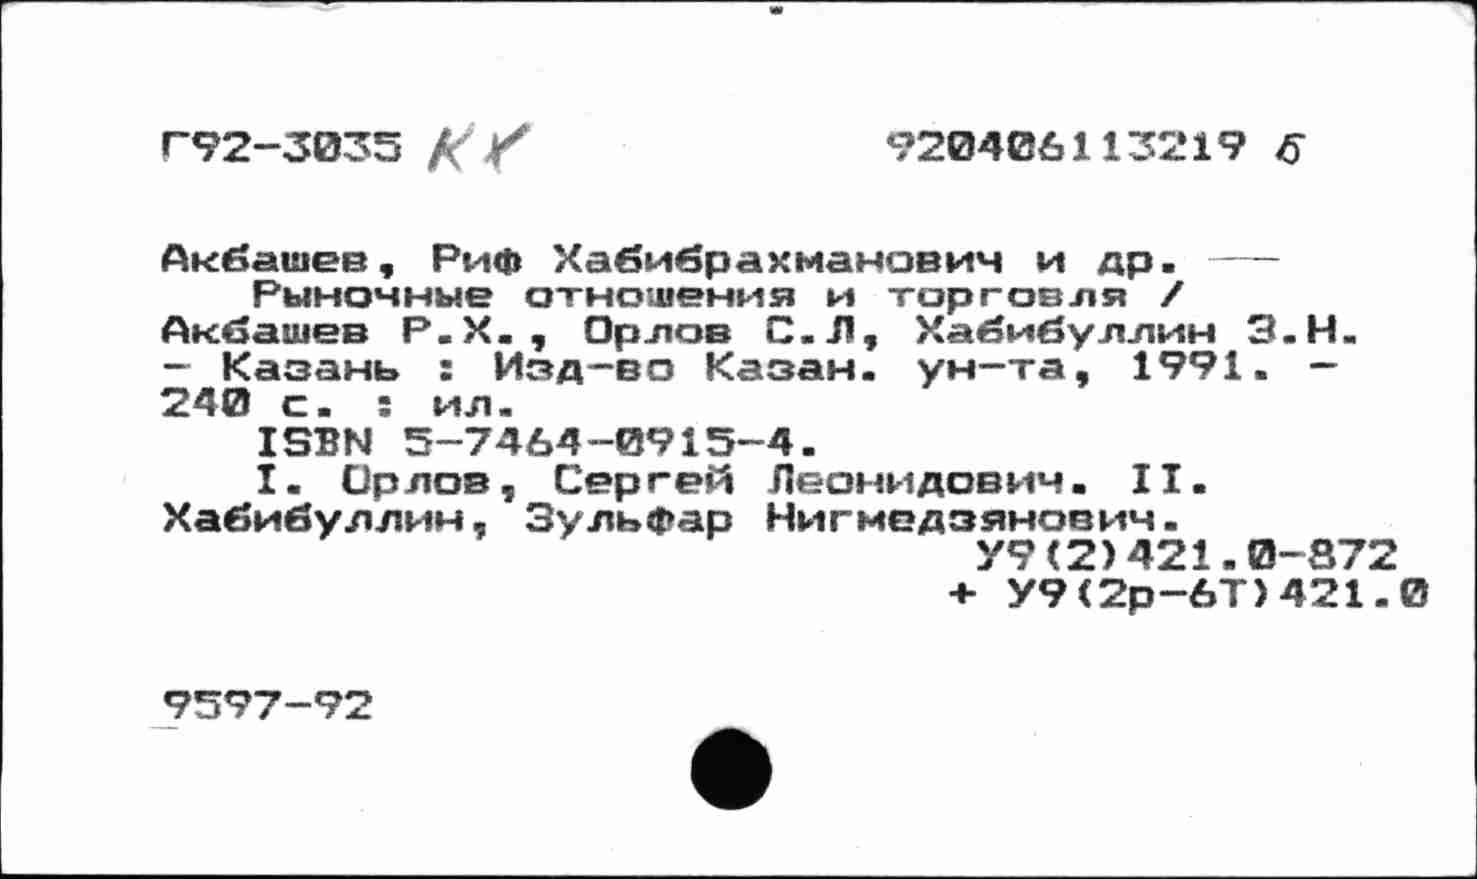 Г92-3035 КХ 920406113219 б
Акбашев, Риф Хабибрахманович и др. —
Рыночные отношения и торговля /
Акбашев Р.Х., Орлов С.Л, Хабибуллин З.Н.
- Казань : Изд-во Казан. ун-та, 1991. -
240 с. : ил.
ISBN 5-7464-0915-4.
I. Орлов, Сергей Леонидович. II.
Хабибуллин, Зульфар Нигмедзянович.
У9(2)421.0-872
+ У9(2р-6Т)421.0
9597-92